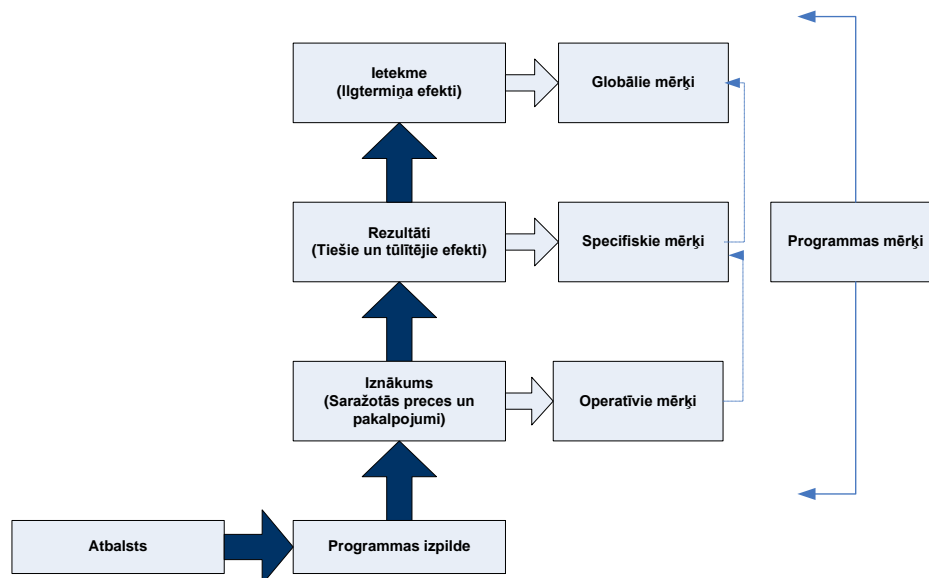 Ietekme
(Ilgtermiņa efekti)
Globālie mērķi
Rezultāti
(Tiešie un tūlītējie efekti)
Specifiskie mērķi
Programmas mērķi
Iznākums
(Saražotās preces un
pakalpojumi)
Operatīvie mērķi
Atbalsts
Programmas izpilde